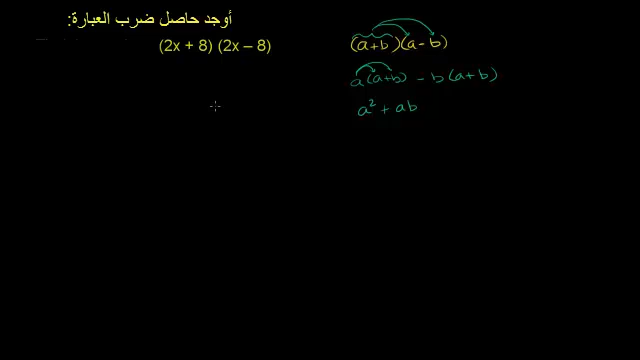 أوجد حاصل ضرب العبارة:
(2x + 8) (2x – 8)
(a+b)(a-b)
a(a+b) - b(a+b)
a² + ab